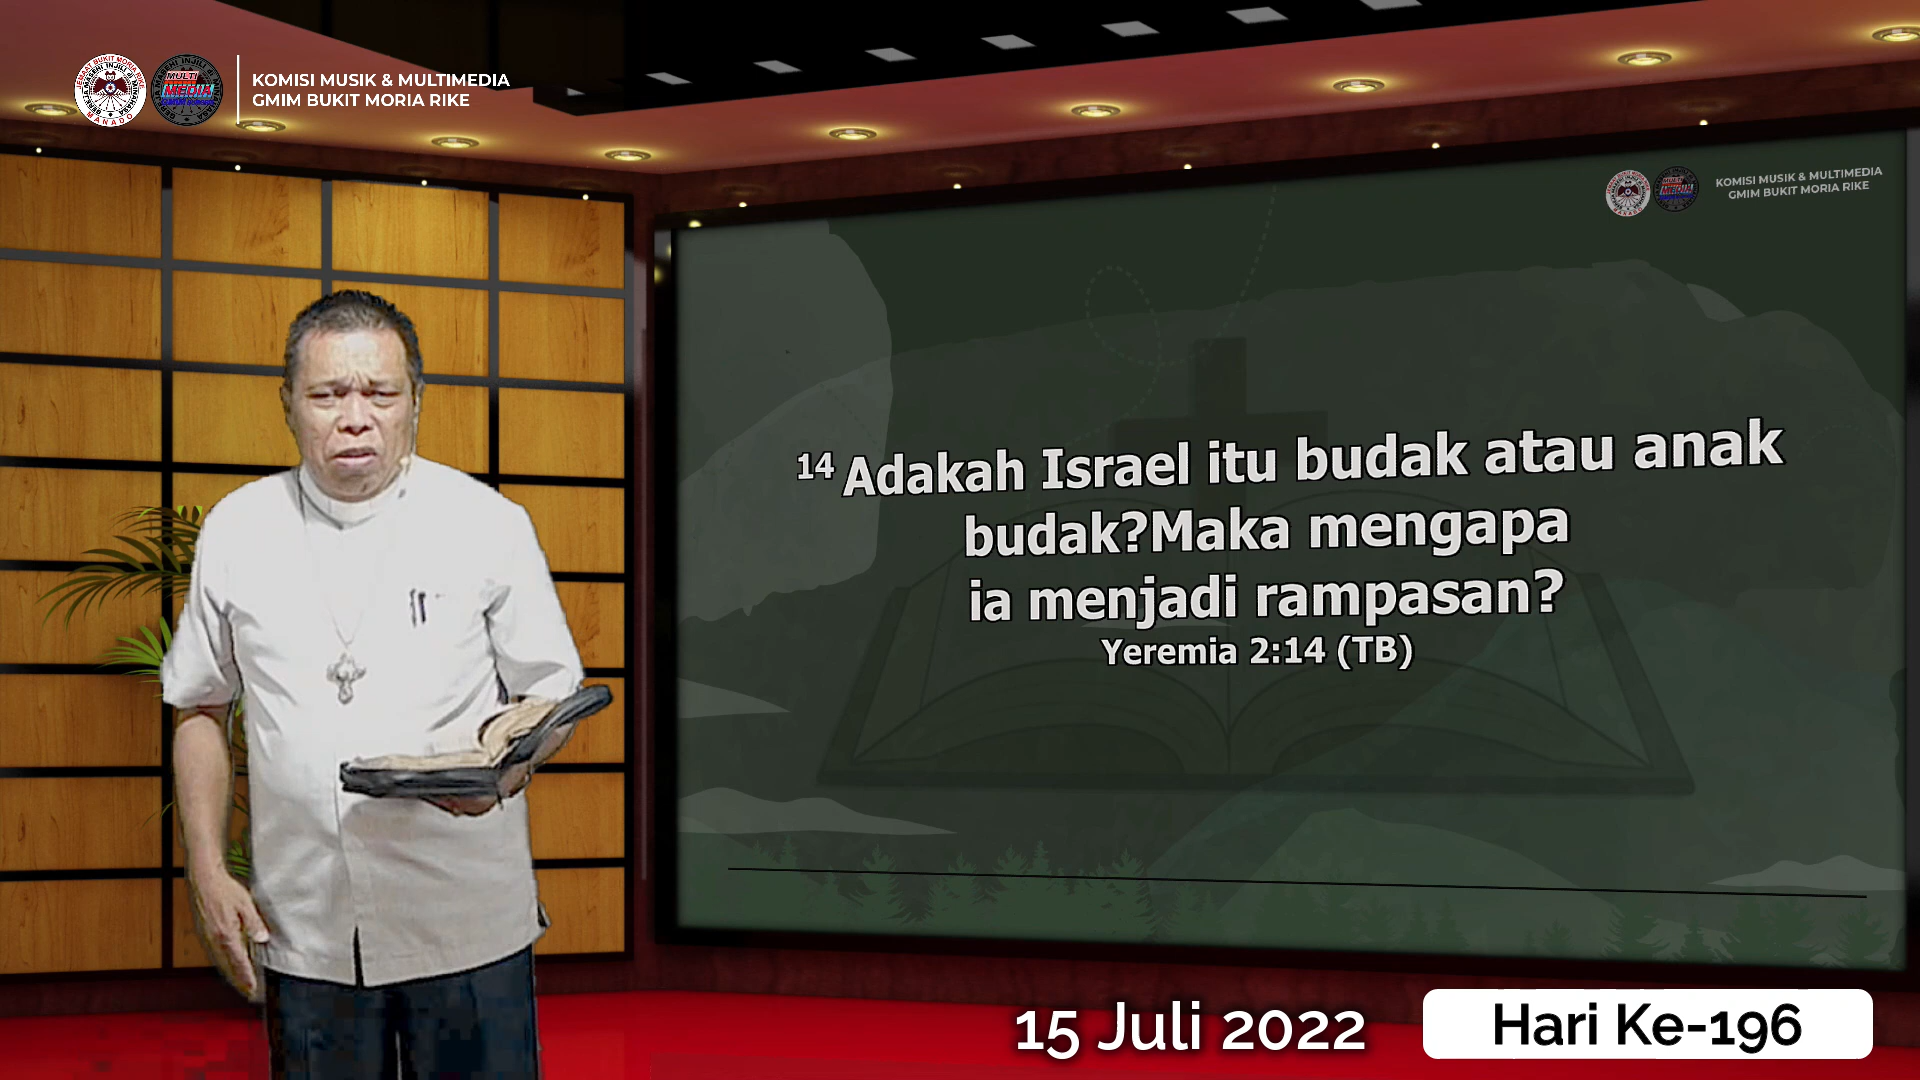 KOMISI MUSIK & MULTIMEDIA
GMIM BUKIT MORIA RIKE
KOMISI MUSIK & MULTIMEDIA
GMIM BUKIT MORIA RIKE
14 Adakah Israel itu budak atau anak
budak?Maka mengapa
ia menjadi rampasan?
Yeremia 2:14 (TB)
15 Juli 2022
Hari Ke-196